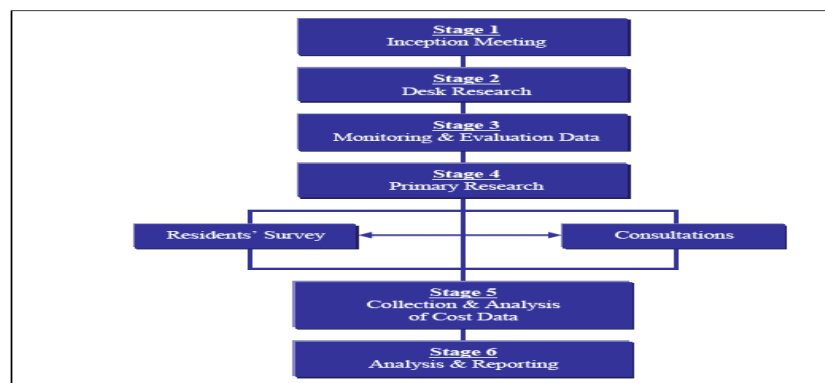 Stage 1
Inception Meeting
Stage 2
Desk Research
Stage 3
Monitoring & Evaluation Data
Stage 4
Primary Research
Residents' Survey
Consultations
Stage 5
Collection & Analysis
of Cost Data
Stage 6
Analysis & Reporting